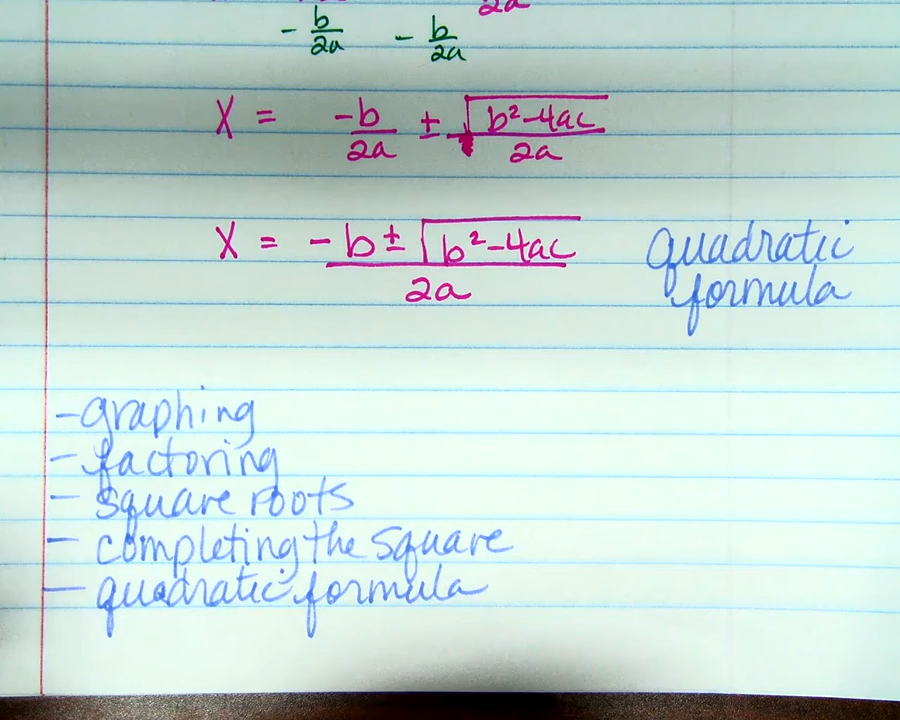 2a
- b/2a - b/2a
X = -b/2a ± √b²-4ac/2a
X = -b ± √b²-4ac/2a
quadratic
formula
-graphing
- factoring
- square roots
- completing the square
- quadratic formula